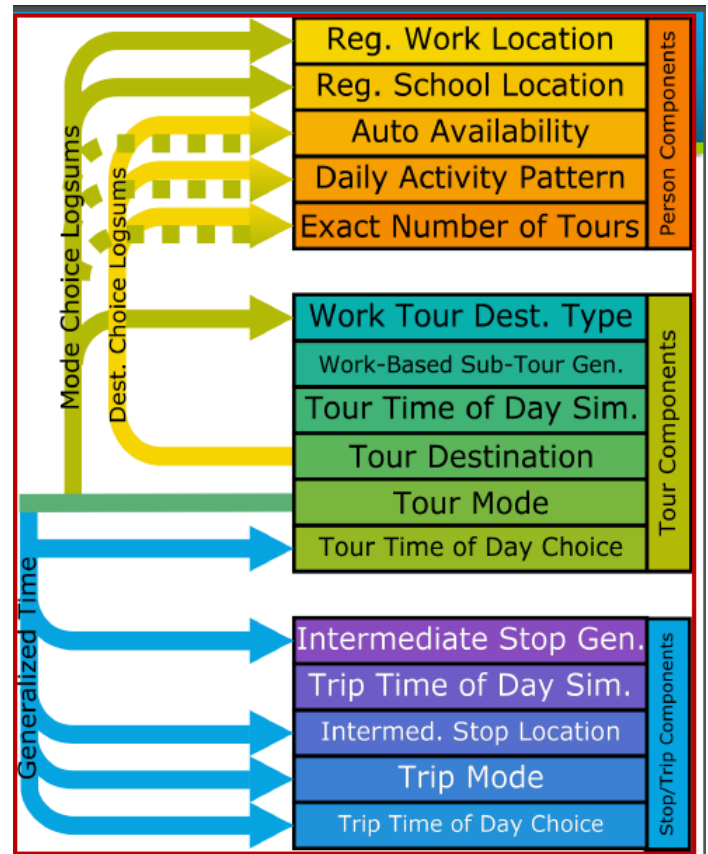 Reg. Work Location
Reg. School Location
Auto Availability
Daily Activity Pattern
Exact Number of Tours
Person Components
Mode Choice Logsums
Dest. Choice Logsums
Work Tour Dest. Type
Work-Based Sub-Tour Gen.
Tour Time of Day Sim.
Tour Destination
Tour Mode
Tour Time of Day Choice
Tour Components
Generalized Time
Intermediate Stop Gen.
Trip Time of Day Sim.
Intermed. Stop Location
Trip Mode
Trip Time of Day Choice
Stop/Trip Components